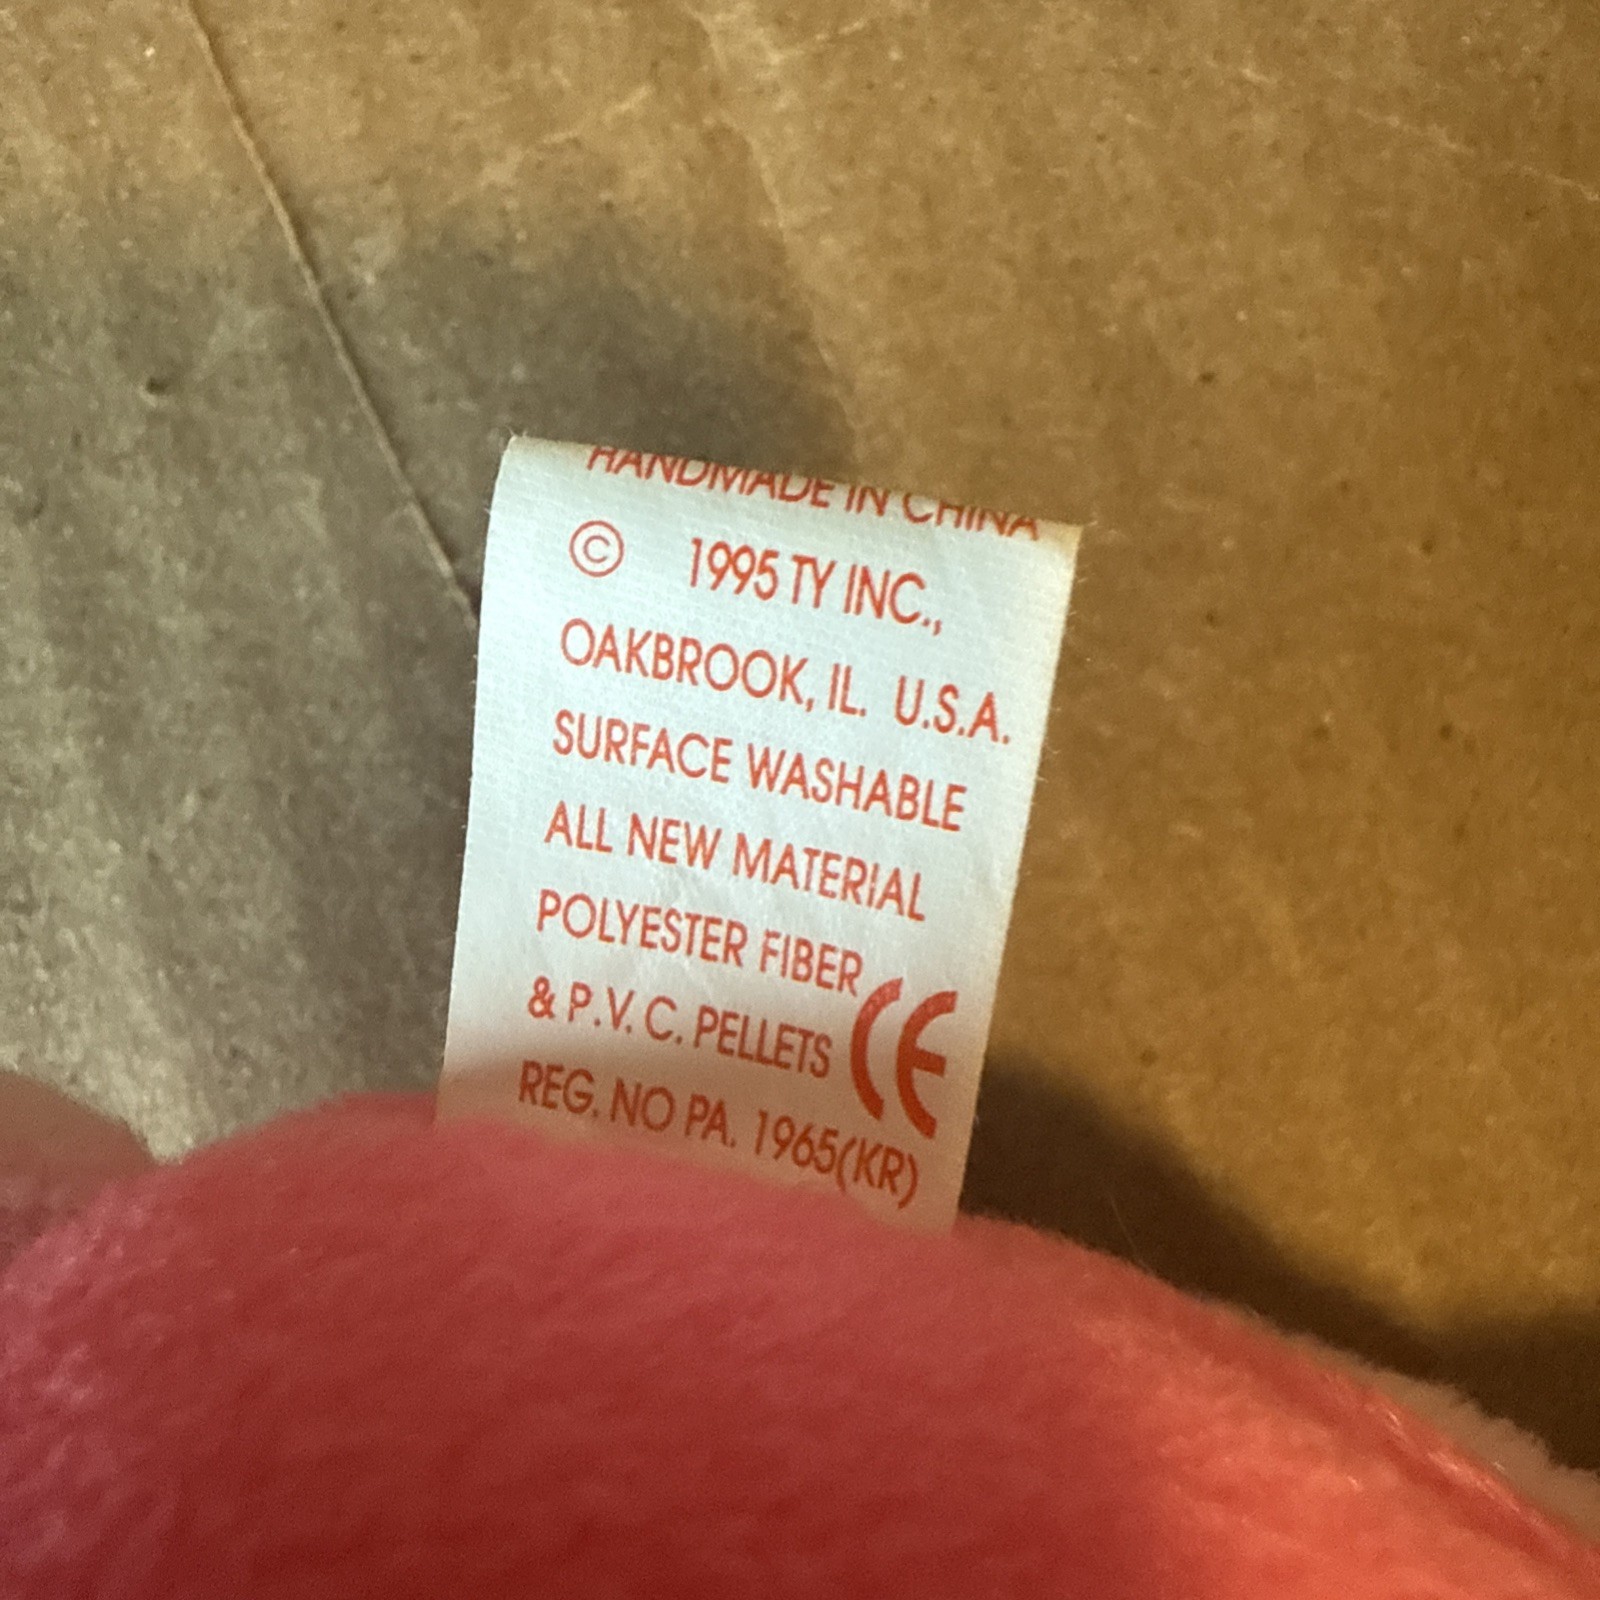 HANDMADE IN CHINA
© 1995 TY INC.,
OAKBROOK, IL. U.S.A.
SURFACE WASHABLE
ALL NEW MATERIAL
POLYESTER FIBER
& P.V.C. PELLETS CE
REG. NO PA. 1965(KR)